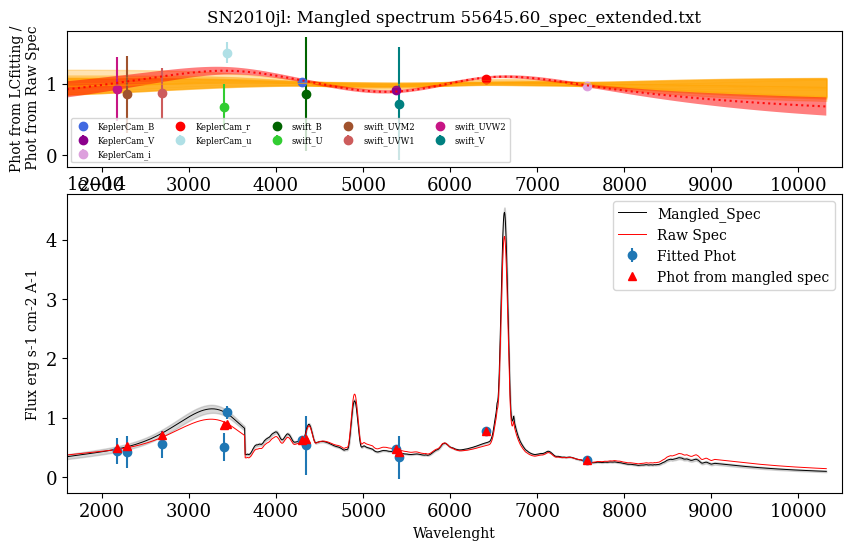 SN2010jl: Mangled spectrum 55645.60_spec_extended.txt
Phot from LCfitting /
Phot from Raw Spec
1
0
KeplerCam_B KeplerCam_r swift_B swift_UVM2 swift_UVW2
KeplerCam_V KeplerCam_u swift_U swift_UVW1 swift_V
KeplerCam_i
2000 3000 4000 5000 6000 7000 8000 9000 10000
1e−14
Flux erg s-1 cm-2 A-1
4
3
2
1
0
Mangled_Spec
Raw Spec
Fitted Phot
Phot from mangled spec
2000 3000 4000 5000 6000 7000 8000 9000 10000
Wavelenght